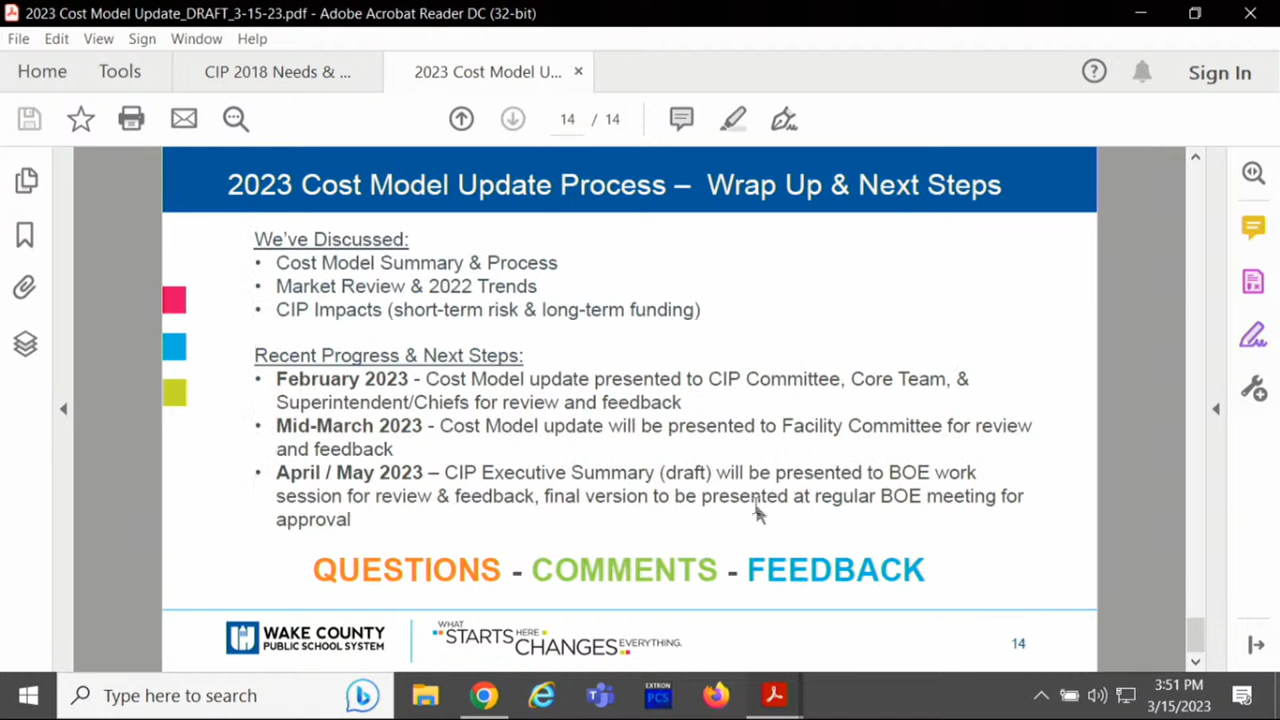 2023 Cost Model Update_DRAFT_3-15-23.pdf - Adobe Acrobat Reader DC (32-bit)
File Edit View Sign Window Help
Home Tools CIP 2018 Needs & ... 2023 Cost Model U... × Sign In
14 / 14
2023 Cost Model Update Process – Wrap Up & Next Steps
We've Discussed:
• Cost Model Summary & Process
• Market Review & 2022 Trends
• CIP Impacts (short-term risk & long-term funding)
Recent Progress & Next Steps:
• February 2023 - Cost Model update presented to CIP Committee, Core Team, &
Superintendent/Chiefs for review and feedback
• Mid-March 2023 - Cost Model update will be presented to Facility Committee for review
and feedback
• April / May 2023 – CIP Executive Summary (draft) will be presented to BOE work
session for review & feedback, final version to be presented at regular BOE meeting for
approval
QUESTIONS - COMMENTS - FEEDBACK
WAKE COUNTY
PUBLIC SCHOOL SYSTEM
WHAT
STARTS HERE
CHANGES EVERYTHING.
14
Type here to search
EXTRON
PCS
3:51 PM
3/15/2023